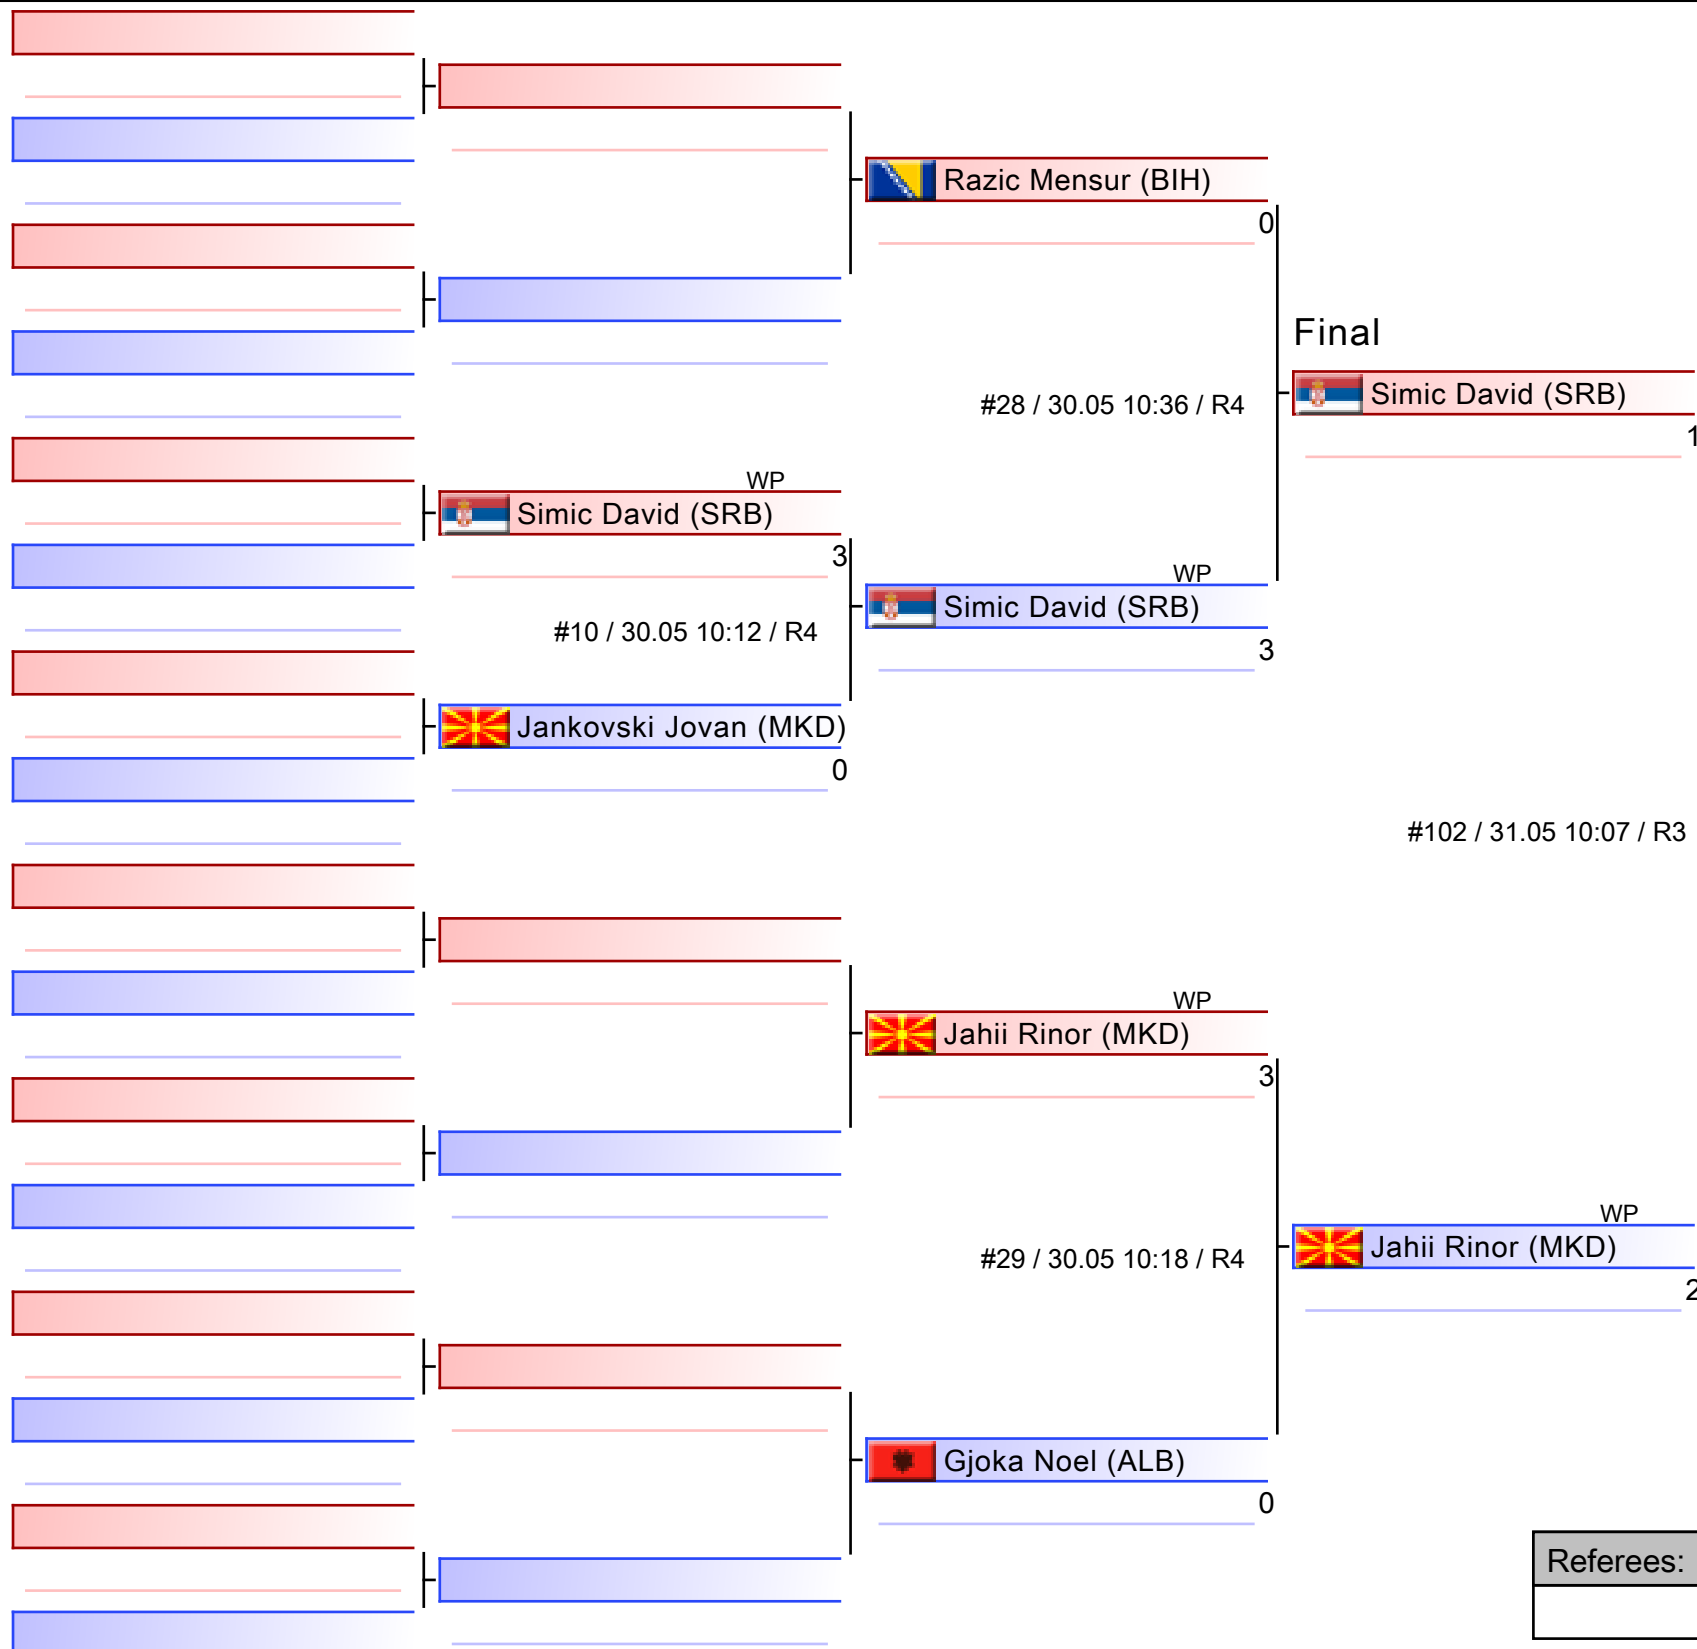 Razic Mensur (BIH)
0
Final
#28 / 30.05 10:36 / R4
Simic David (SRB)
1
WP
Simic David (SRB)
3
WP
Simic David (SRB)
3
#10 / 30.05 10:12 / R4
Jankovski Jovan (MKD)
0
#102 / 31.05 10:07 / R3
WP
Jahii Rinor (MKD)
3
WP
Jahii Rinor (MKD)
2
#29 / 30.05 10:18 / R4
Gjoka Noel (ALB)
0
Referees: